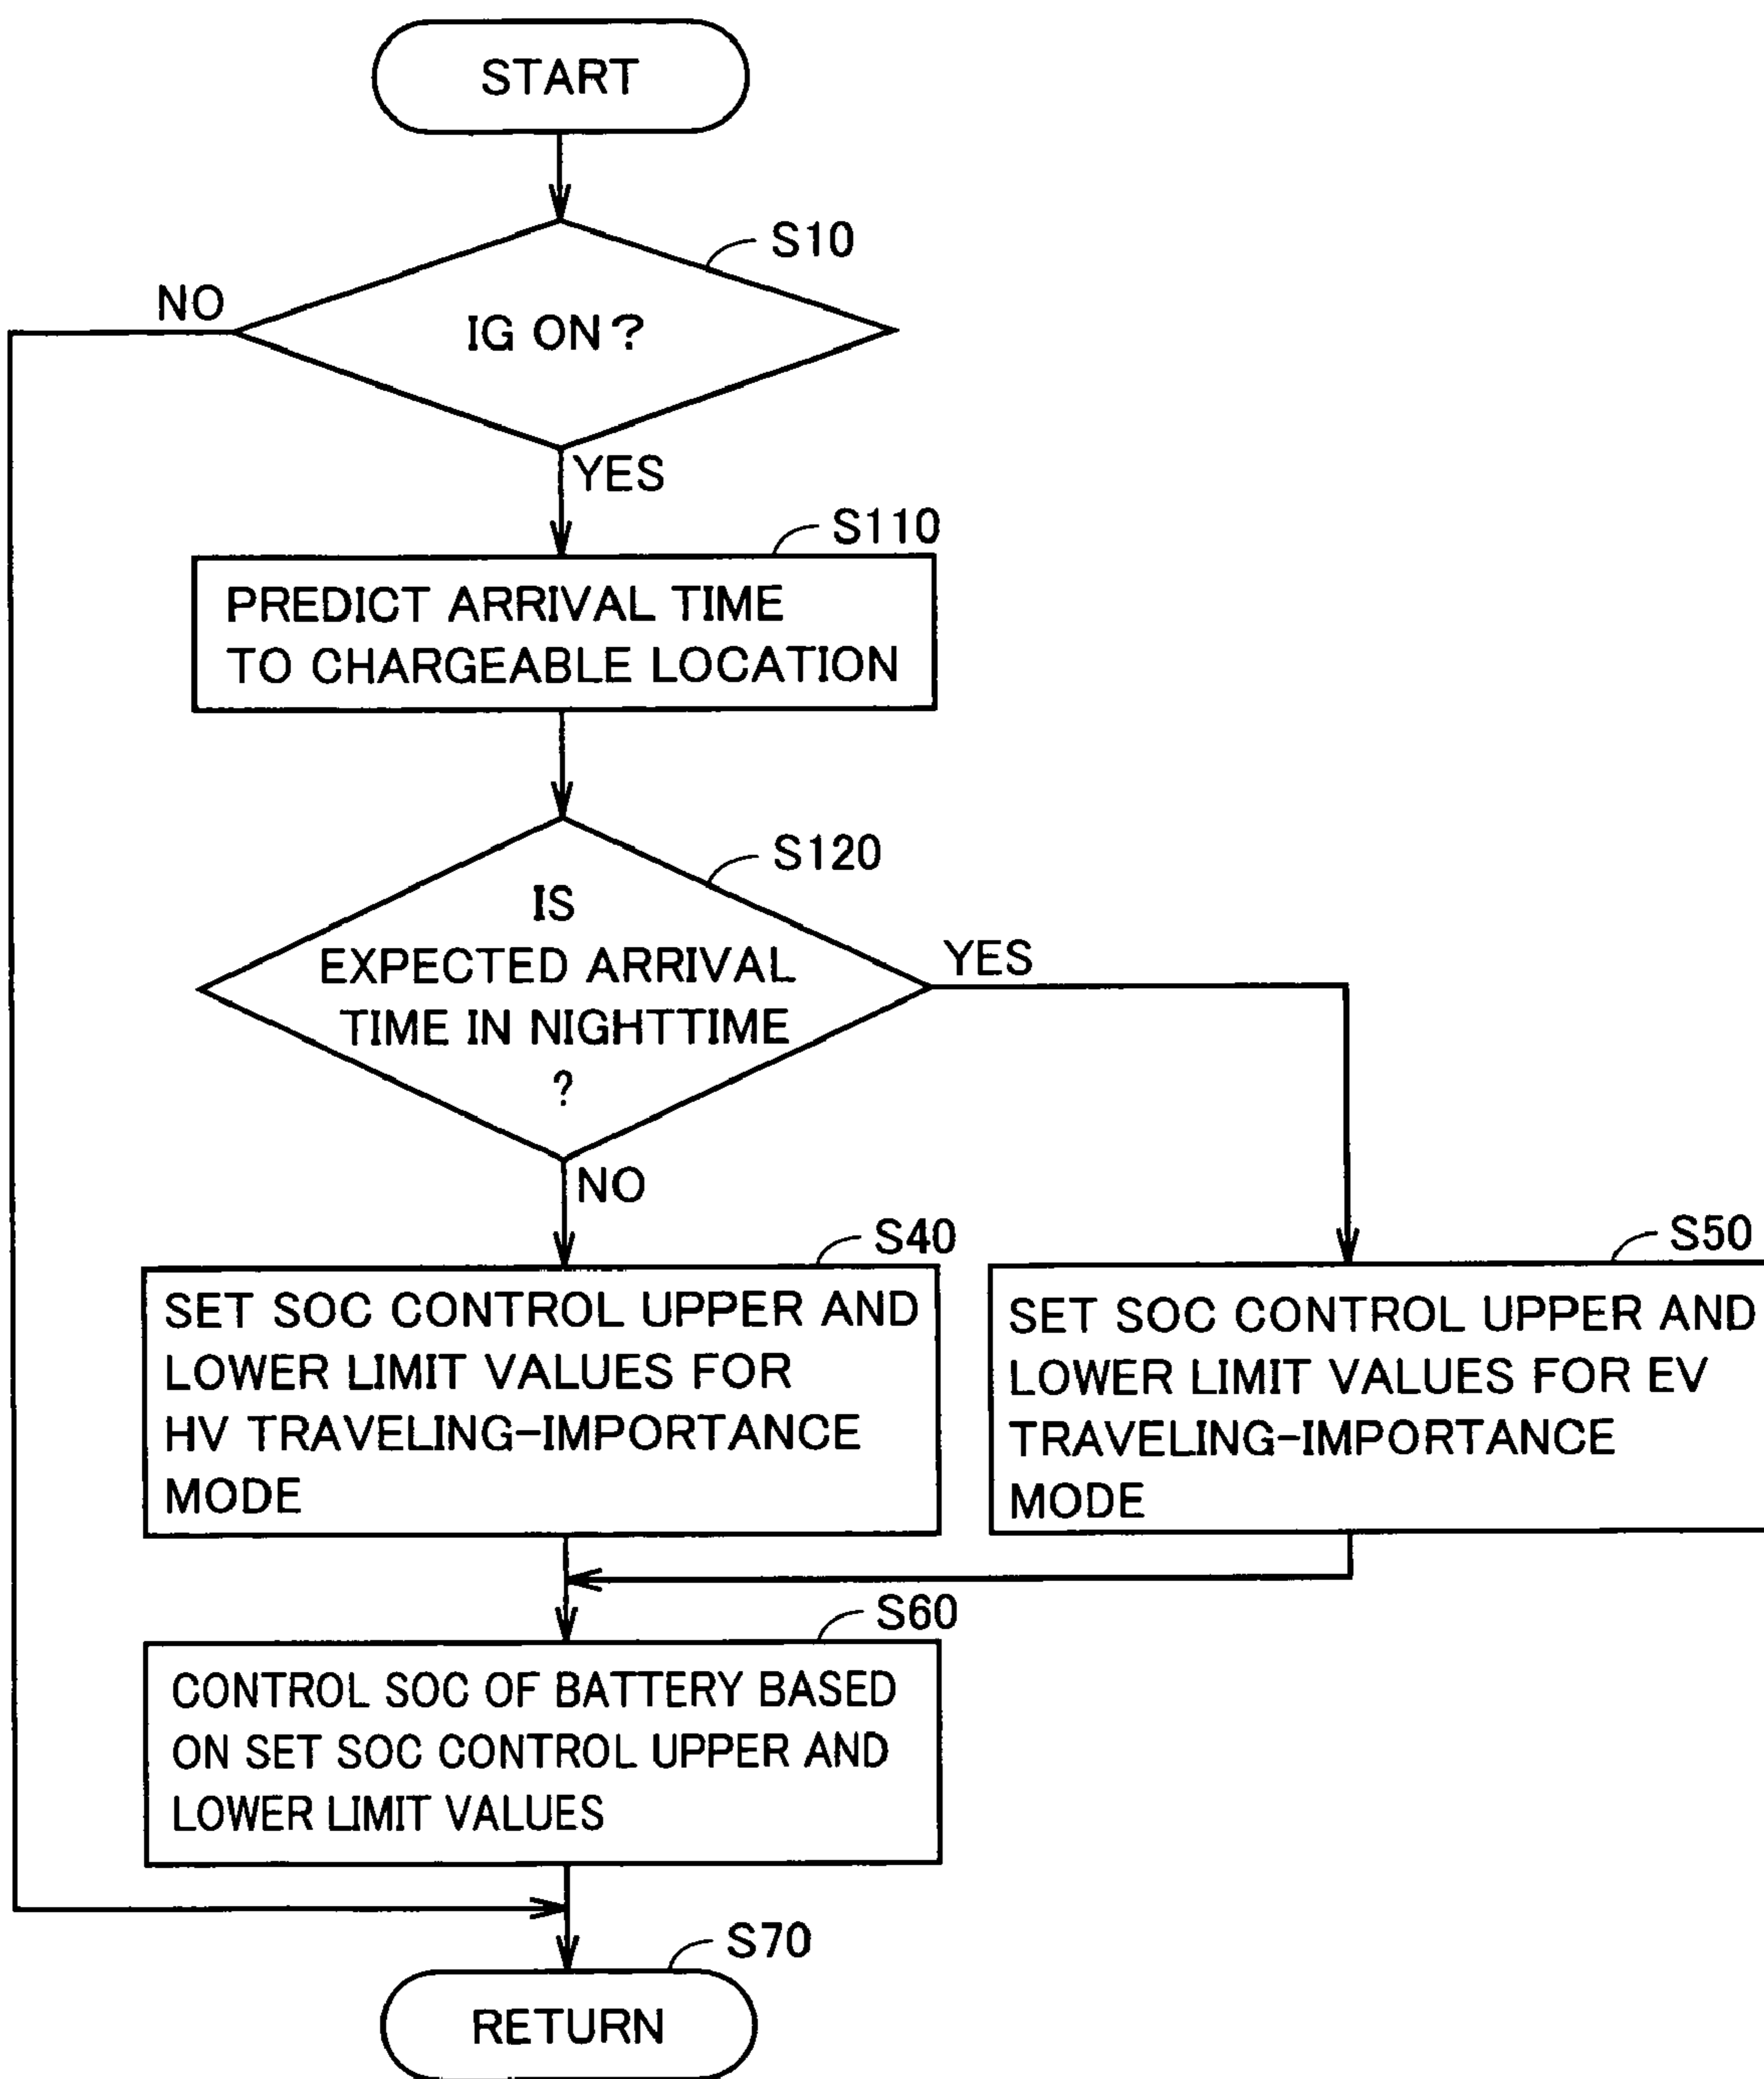 START
S10
NO
IG ON?
YES
S110
PREDICT ARRIVAL TIME
TO CHARGEABLE LOCATION
S120
IS
EXPECTED ARRIVAL
TIME IN NIGHTTIME
?
YES
NO
S40
SET SOC CONTROL UPPER AND
LOWER LIMIT VALUES FOR
HV TRAVELING-IMPORTANCE
MODE
S50
SET SOC CONTROL UPPER AND
LOWER LIMIT VALUES FOR EV
TRAVELING-IMPORTANCE
MODE
S60
CONTROL SOC OF BATTERY BASED
ON SET SOC CONTROL UPPER AND
LOWER LIMIT VALUES
S70
RETURN